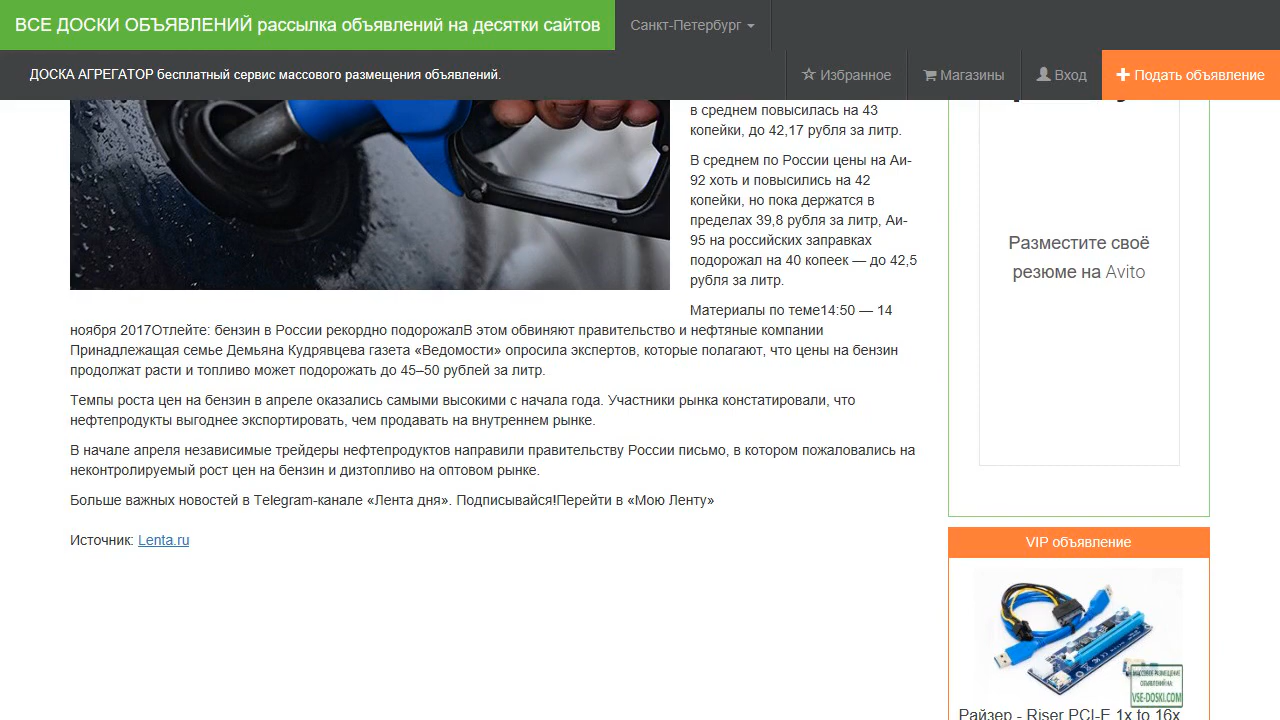 ВСЕ ДОСКИ ОБЪЯВЛЕНИЙ рассылка объявлений на десятки сайтов
Санкт-Петербург
ДОСКА АГРЕГАТОР бесплатный сервис массового размещения объявлений.
Избранное
Магазины
Вход
Подать объявление
в среднем повысилась на 43
копейки, до 42,17 рубля за литр.
В среднем по России цены на Аи-
92 хоть и повысились на 42
копейки, но пока держатся в
пределах 39,8 рубля за литр, Аи-
95 на российских заправках
подорожал на 40 копеек — до 42,5
рубля за литр.
Материалы по теме14:50 — 14
ноября 2017Отлейте: бензин в России рекордно подорожалВ этом обвиняют правительство и нефтяные компании
Принадлежащая семье Демьяна Кудрявцева газета «Ведомости» опросила экспертов, которые полагают, что цены на бензин
продолжат расти и топливо может подорожать до 45–50 рублей за литр.
Темпы роста цен на бензин в апреле оказались самыми высокими с начала года. Участники рынка констатировали, что
нефтепродукты выгоднее экспортировать, чем продавать на внутреннем рынке.
В начале апреля независимые трейдеры нефтепродуктов направили правительству России письмо, в котором пожаловались на
неконтролируемый рост цен на бензин и дизтопливо на оптовом рынке.
Больше важных новостей в Telegram-канале «Лента дня». Подписывайся!Перейти в «Мою Ленту»
Источник: Lenta.ru
Разместите своё
резюме на Avito
VIP объявление
МАССОВОЕ РАЗМЕЩЕНИЕ
ОБЪЯВЛЕНИЙ НА
VSE-DOSKI.COM
Райзер - Riser PCI-E 1x to 16x